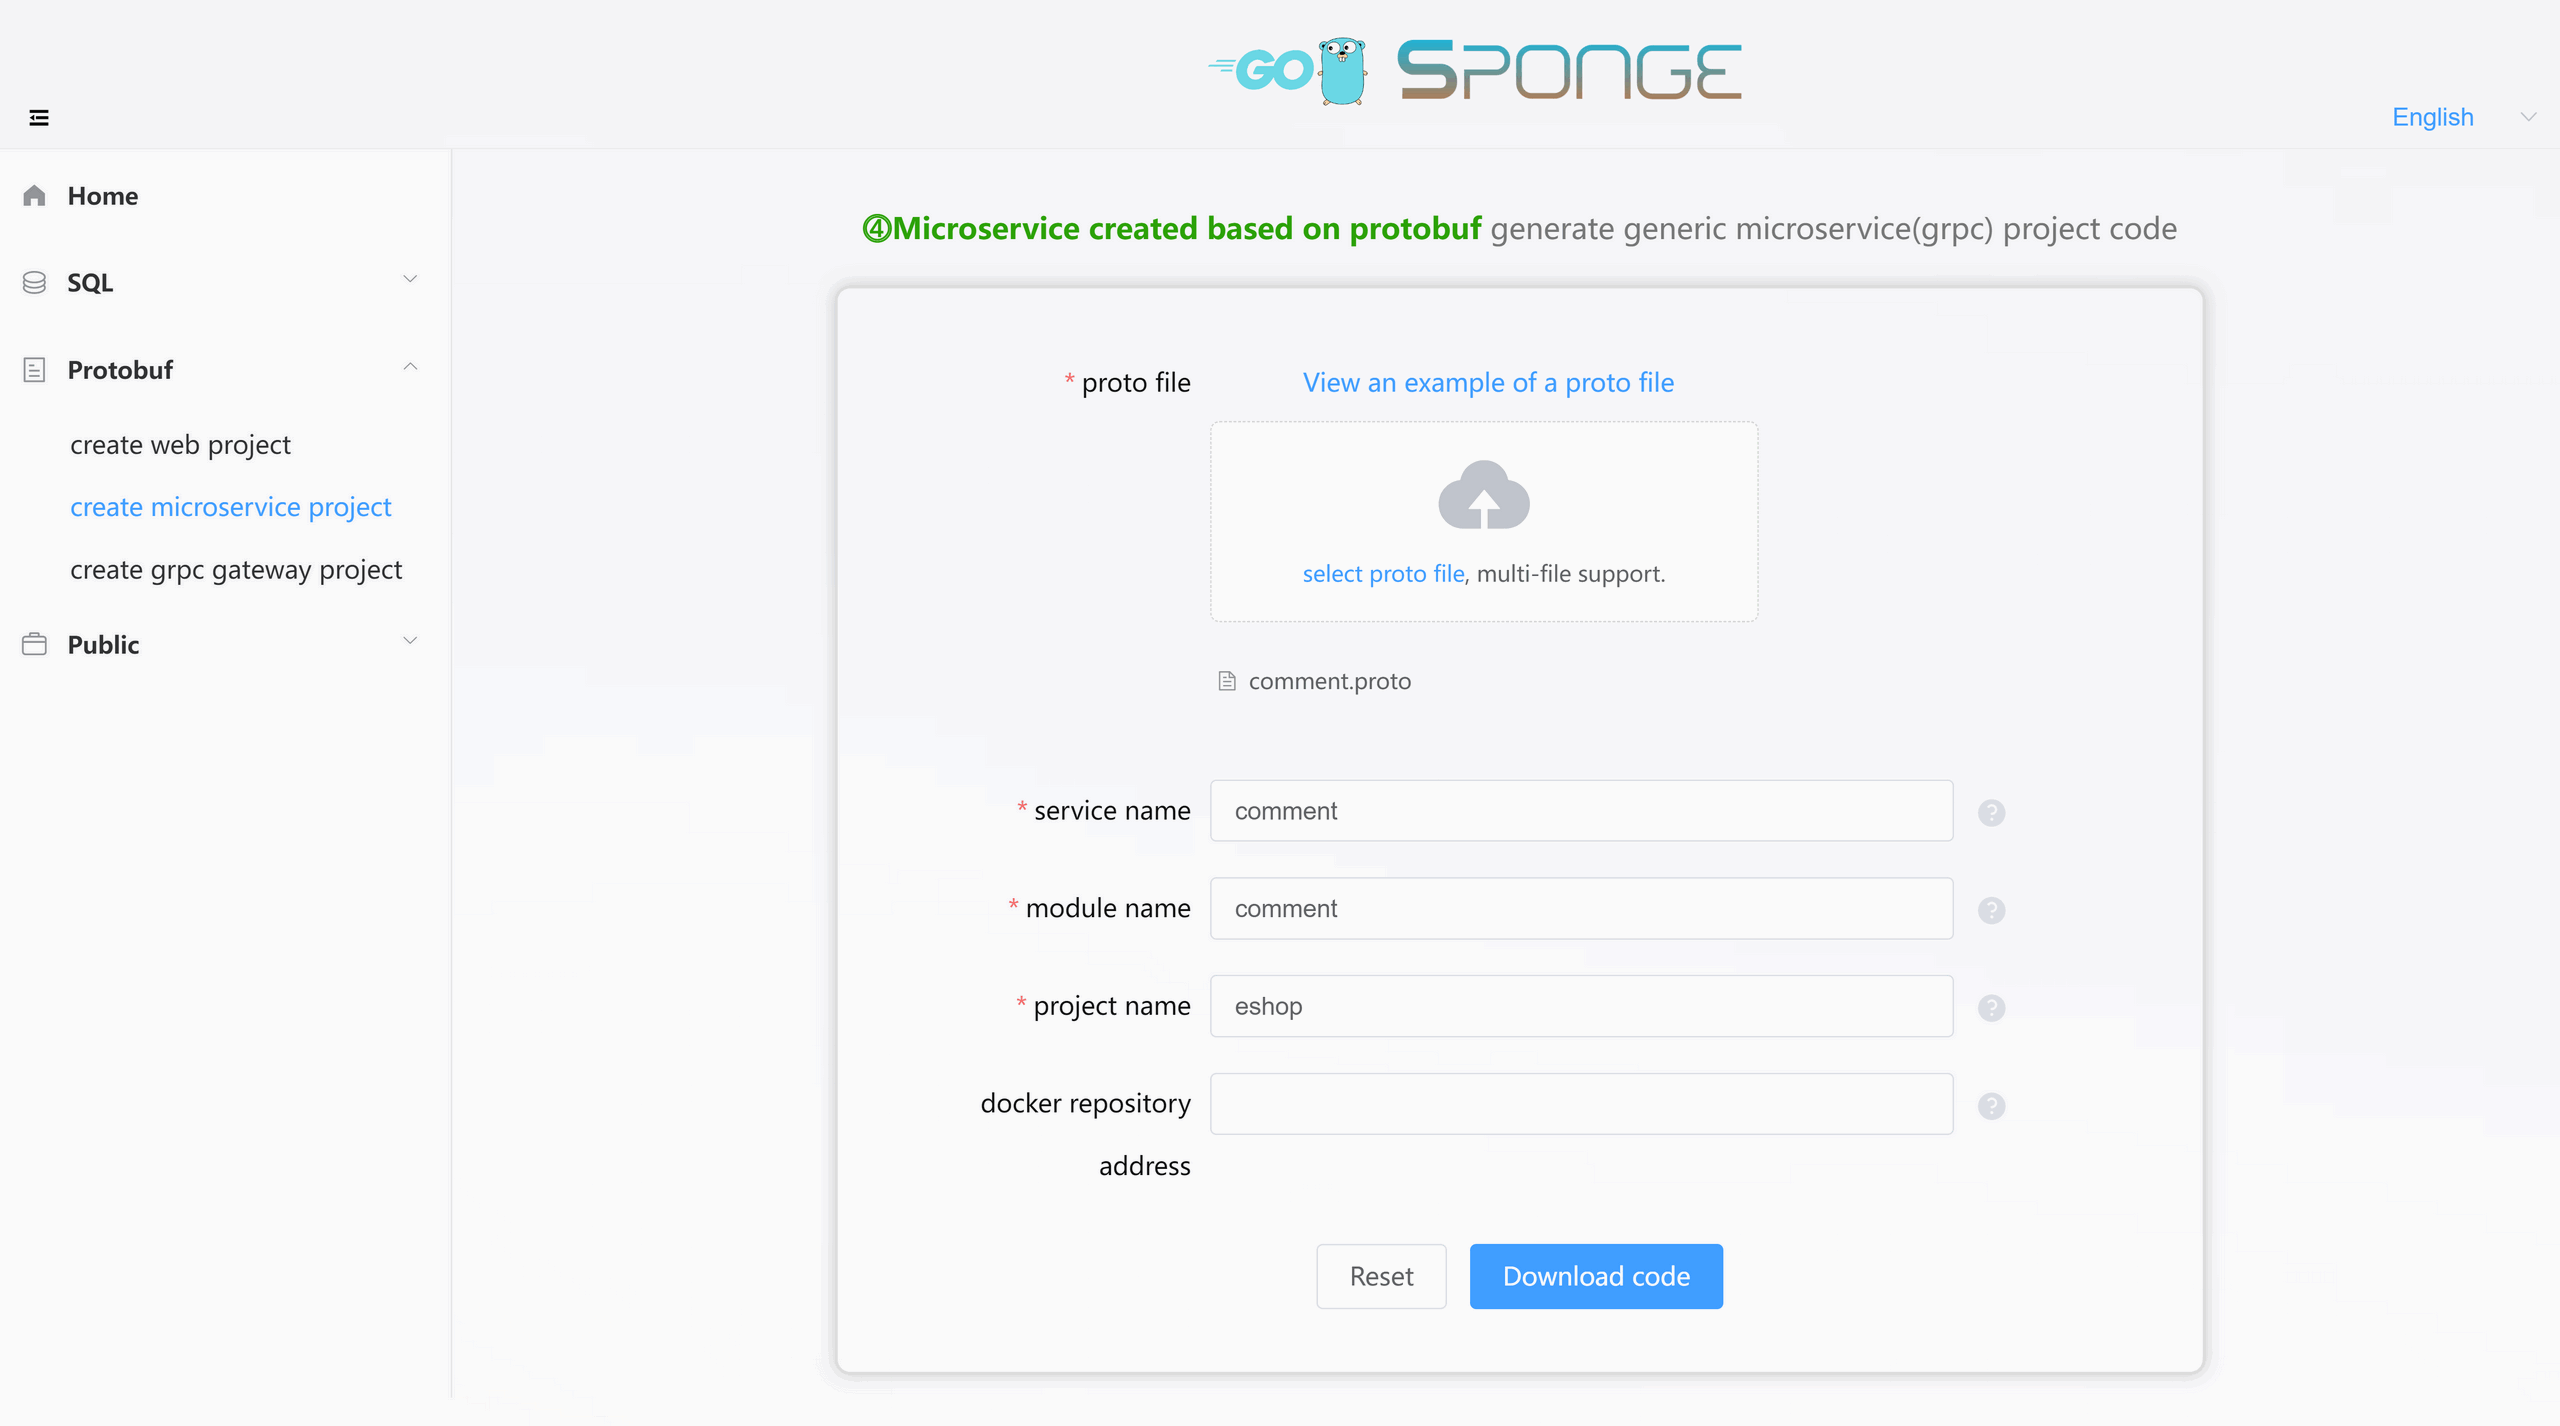 GO SPONGE
English
Home
④Microservice created based on protobuf generate generic microservice(grpc) project code
SQL
Protobuf
create web project
create microservice project
create grpc gateway project
Public
* proto file
View an example of a proto file
select proto file, multi-file support.
comment.proto
* service name
comment
?
* module name
comment
?
* project name
eshop
?
docker repository
address
?
Reset
Download code